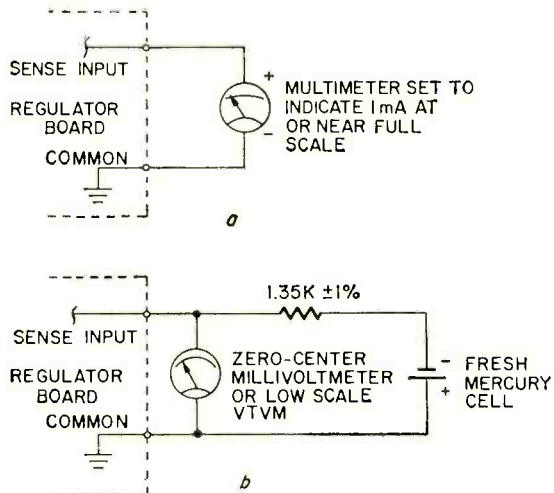 SENSE INPUT
REGULATOR
BOARD
COMMON
+
-
MULTIMETER SET TO
INDICATE 1mA AT
OR NEAR FULL
SCALE
a
1.35K ±1%
SENSE INPUT
REGULATOR
BOARD
COMMON
ZERO-CENTER
MILLIVOLTMETER
OR LOW SCALE
VTVM
-
+
FRESH
MERCURY
CELL
b